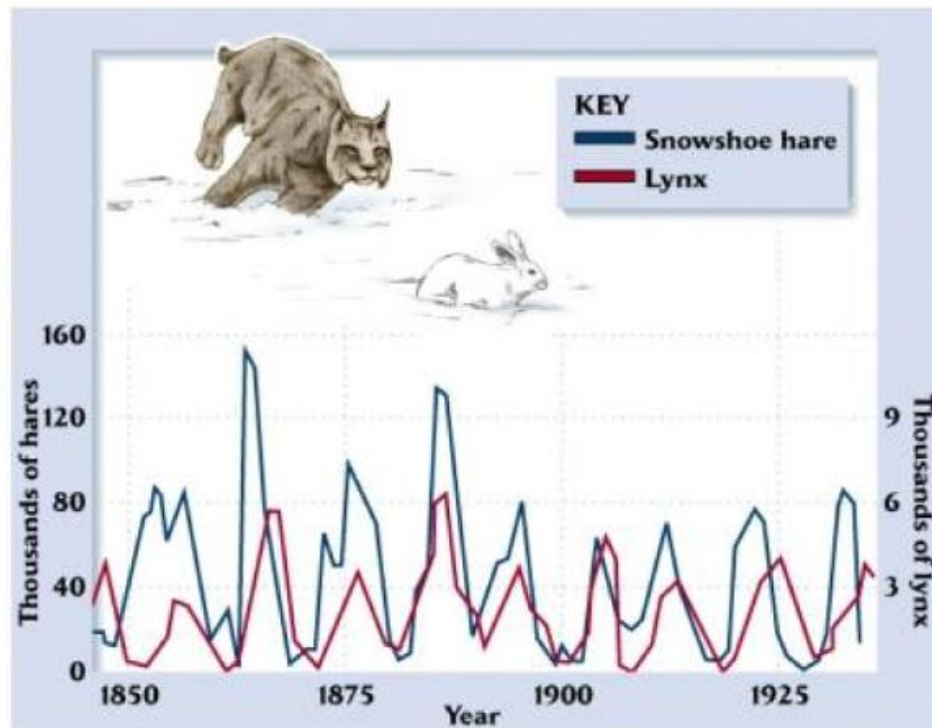 KEY
Snowshoe hare
Lynx
160
120
80
40
0
Thousands of hares
9
6
3
Thousands of lynx
1850
1875
1900
1925
Year